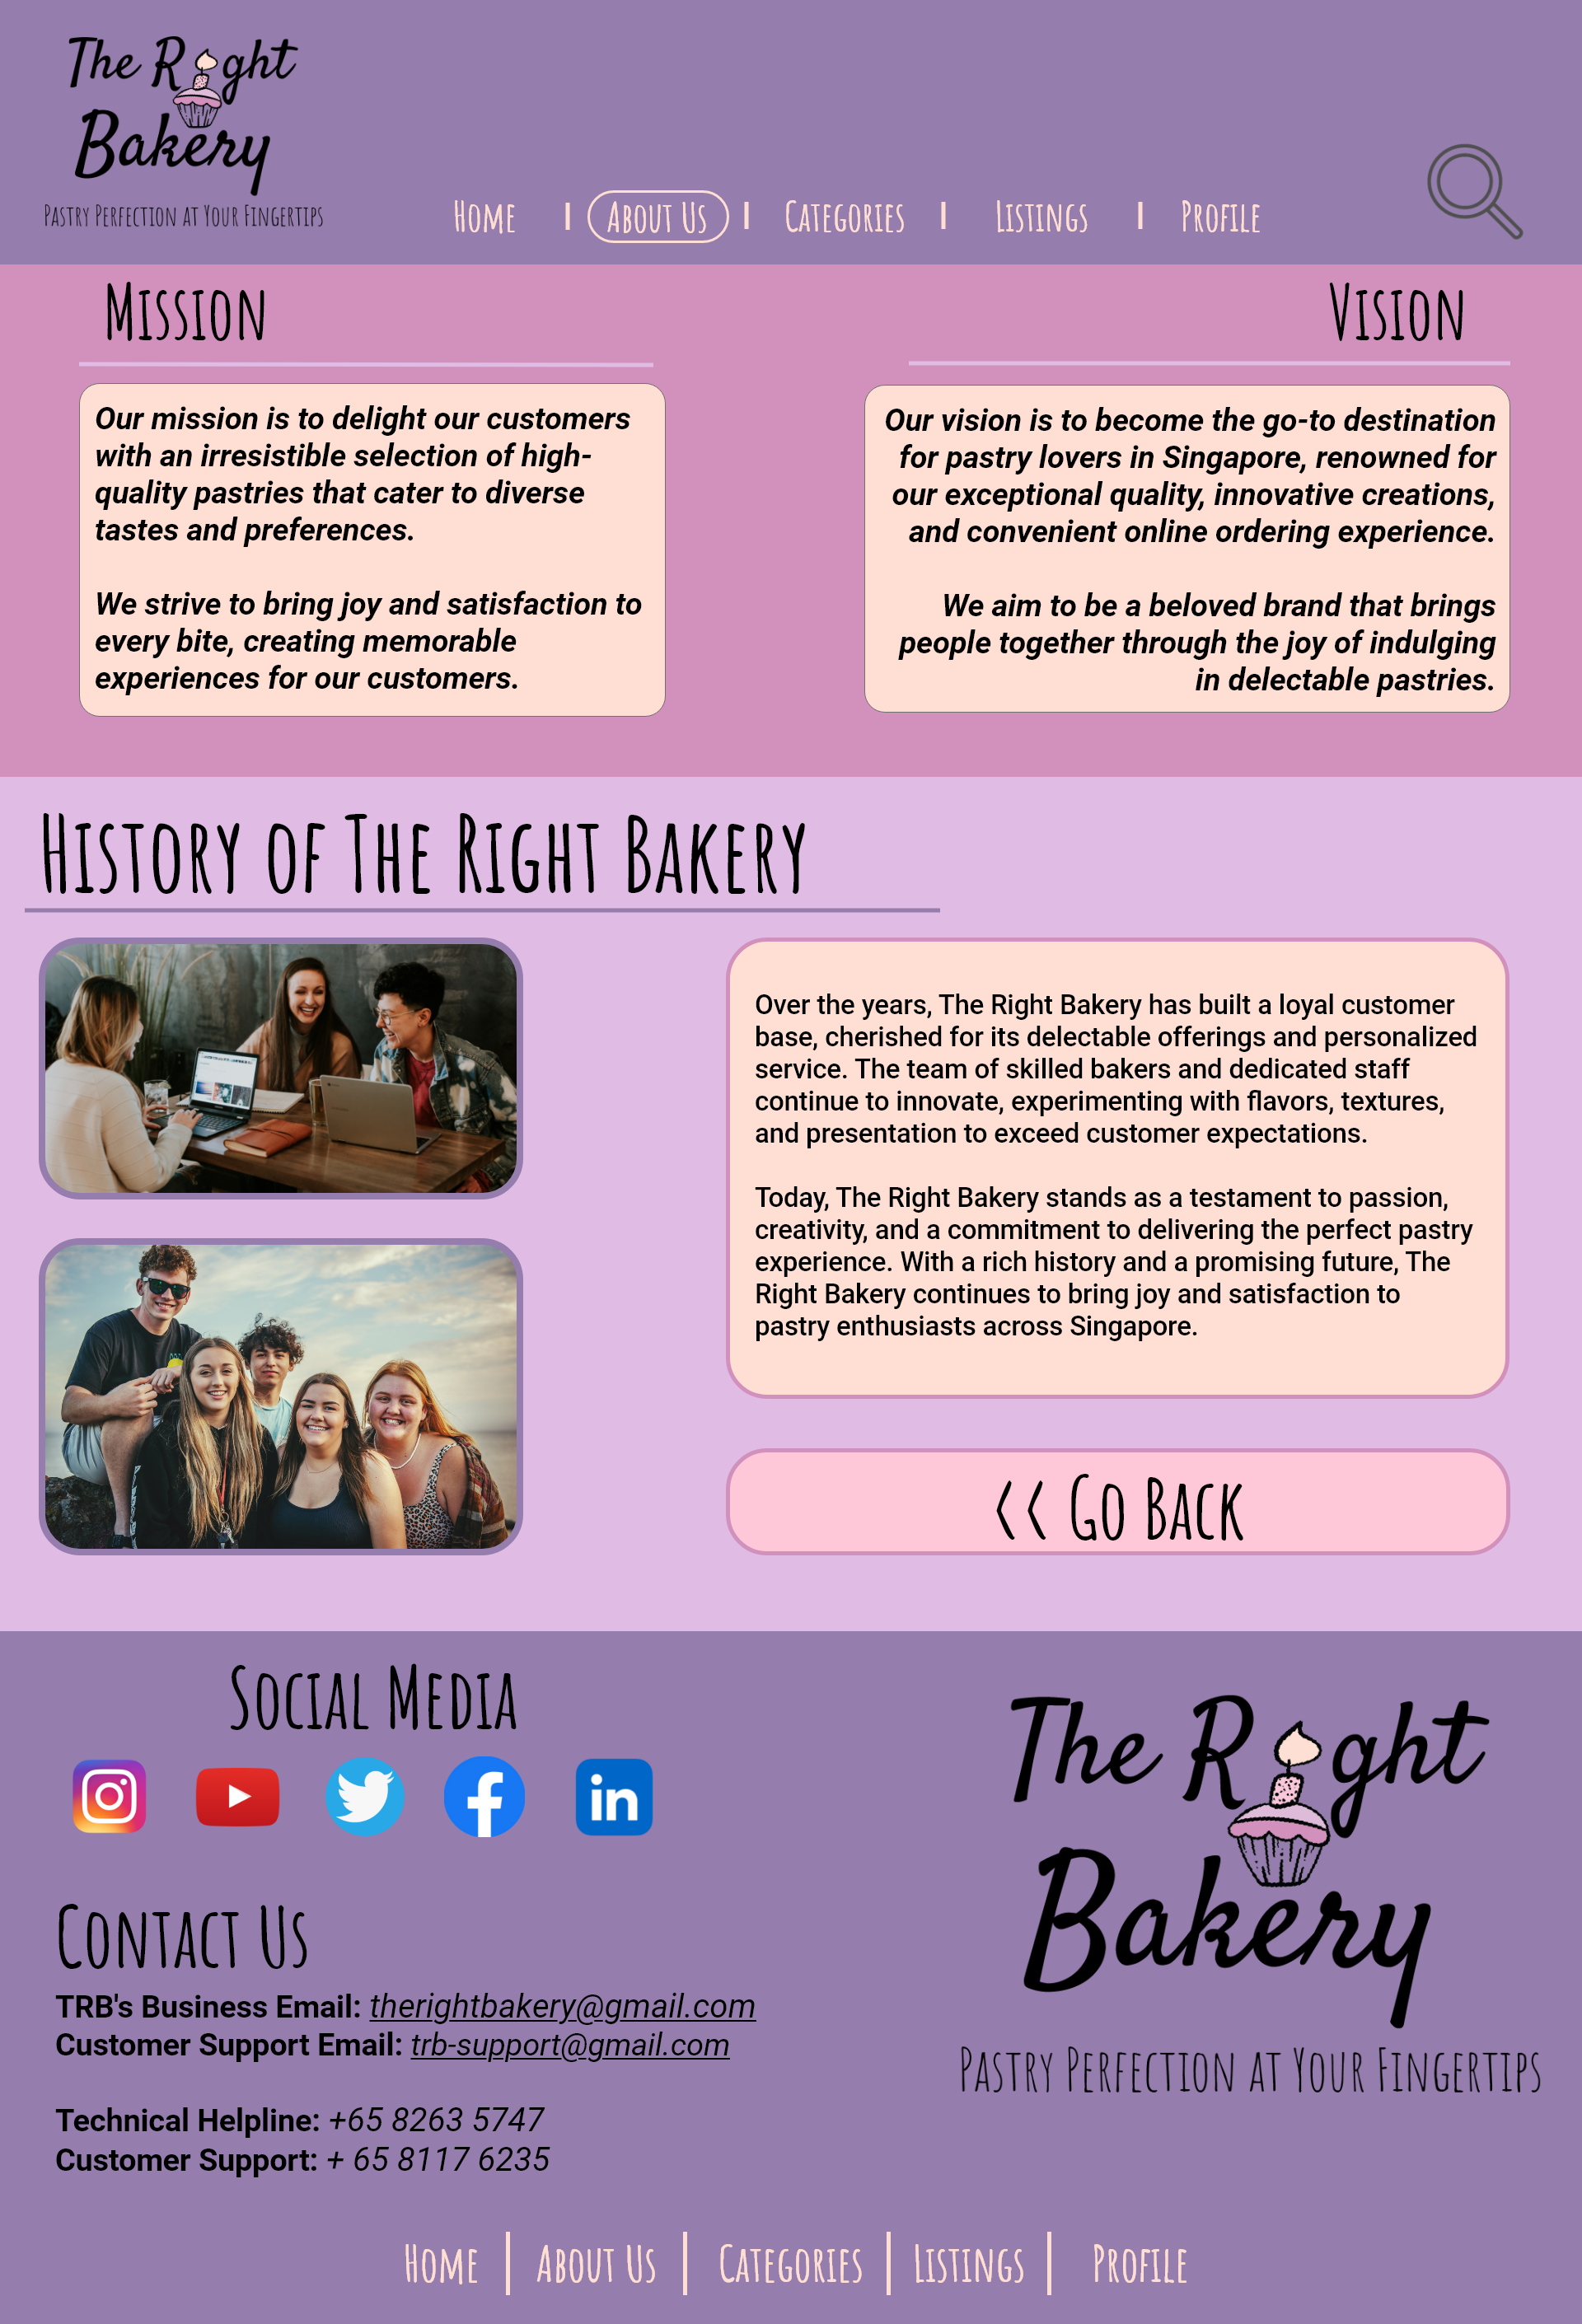 The Right
Bakery
Pastry Perfection at Your Fingertips
Home | About Us | Categories | Listings | Profile
Mission
Our mission is to delight our customers
with an irresistible selection of high-
quality pastries that cater to diverse
tastes and preferences.
We strive to bring joy and satisfaction to
every bite, creating memorable
experiences for our customers.
Vision
Our vision is to become the go-to destination
for pastry lovers in Singapore, renowned for
our exceptional quality, innovative creations,
and convenient online ordering experience.
We aim to be a beloved brand that brings
people together through the joy of indulging
in delectable pastries.
History of The Right Bakery
Over the years, The Right Bakery has built a loyal customer
base, cherished for its delectable offerings and personalized
service. The team of skilled bakers and dedicated staff
continue to innovate, experimenting with flavors, textures,
and presentation to exceed customer expectations.
Today, The Right Bakery stands as a testament to passion,
creativity, and a commitment to delivering the perfect pastry
experience. With a rich history and a promising future, The
Right Bakery continues to bring joy and satisfaction to
pastry enthusiasts across Singapore.
<< Go Back
Social Media
in
Contact Us
TRB's Business Email: therightbakery@gmail.com
Customer Support Email: trb-support@gmail.com
Technical Helpline: +65 8263 5747
Customer Support: + 65 8117 6235
The Right
Bakery
Pastry Perfection at Your Fingertips
Home | About Us | Categories | Listings | Profile